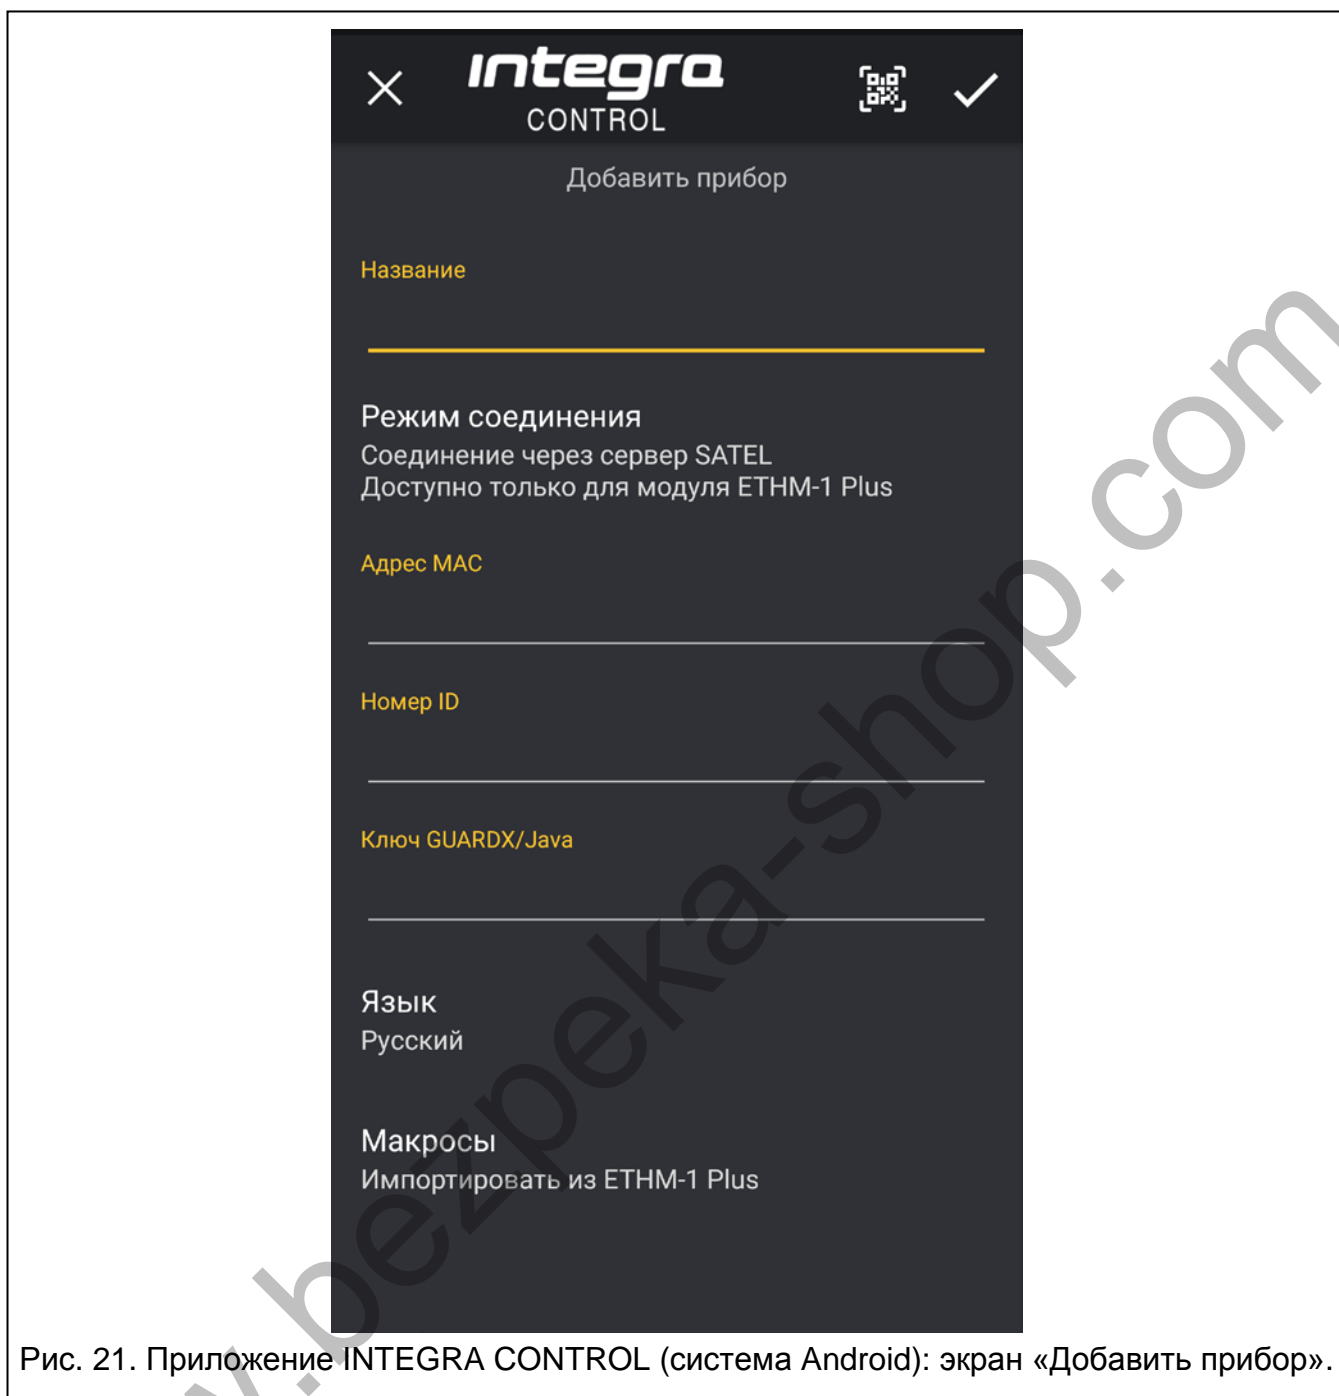 Integra
CONTROL
Добавить прибор
Название
Режим соединения
Соединение через сервер SATEL
Доступно только для модуля ETHM-1 Plus
Адрес MAC
Номер ID
Ключ GUARDX/Java
Язык
Русский
Макросы
Импортировать из ETHM-1 Plus
Рис. 21. Приложение INTEGRA CONTROL (система Android): экран «Добавить прибор».
.bezpeka-shop.com